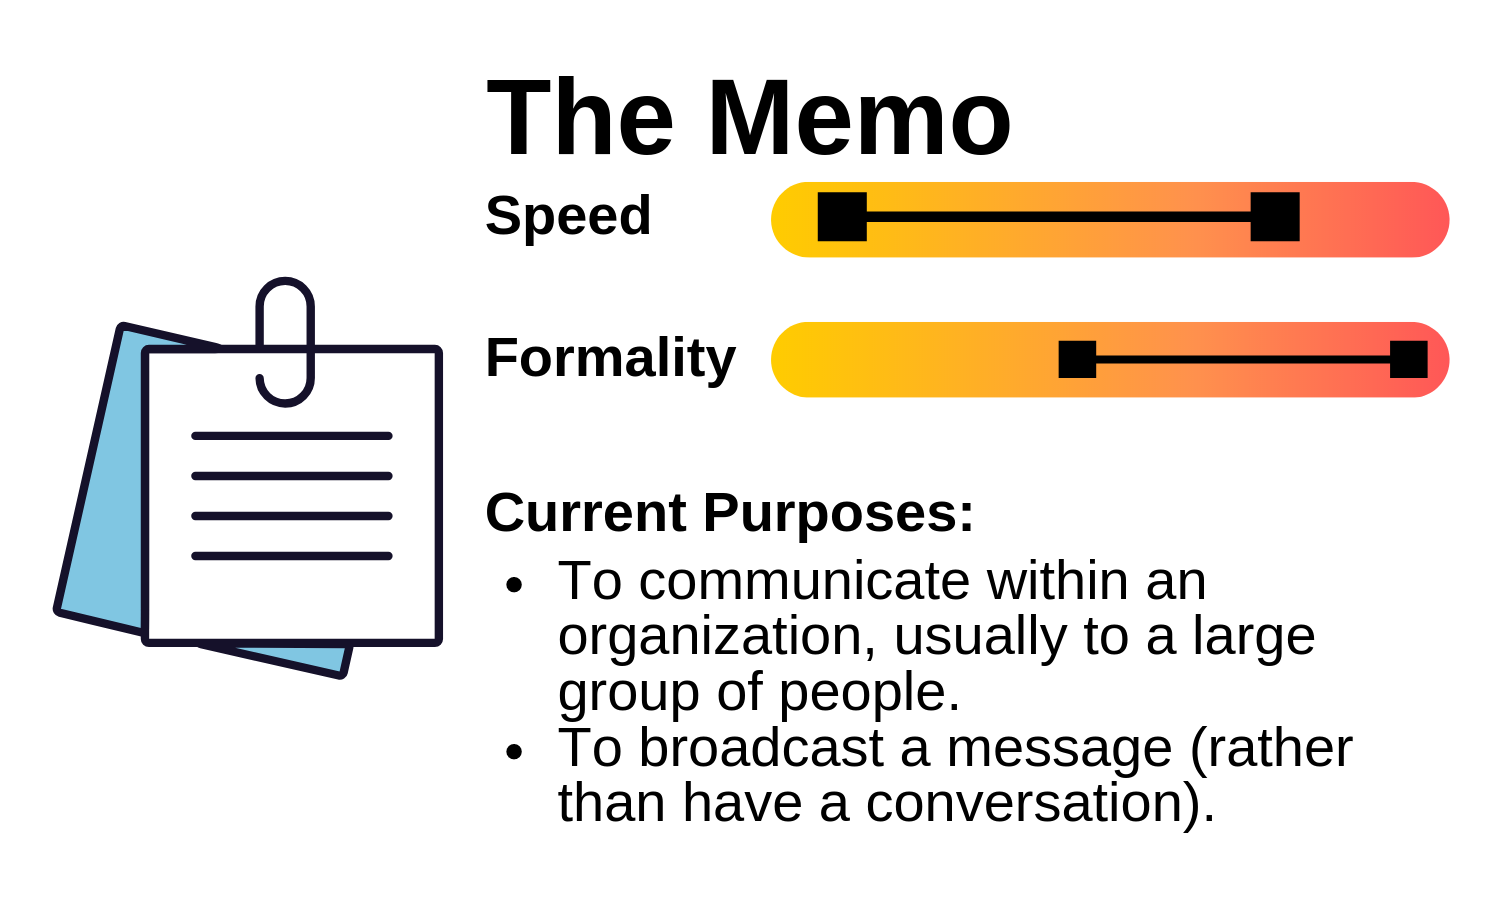 The Memo
Speed
Formality
Current Purposes:
• To communicate within an
organization, usually to a large
group of people.
• To broadcast a message (rather
than have a conversation).